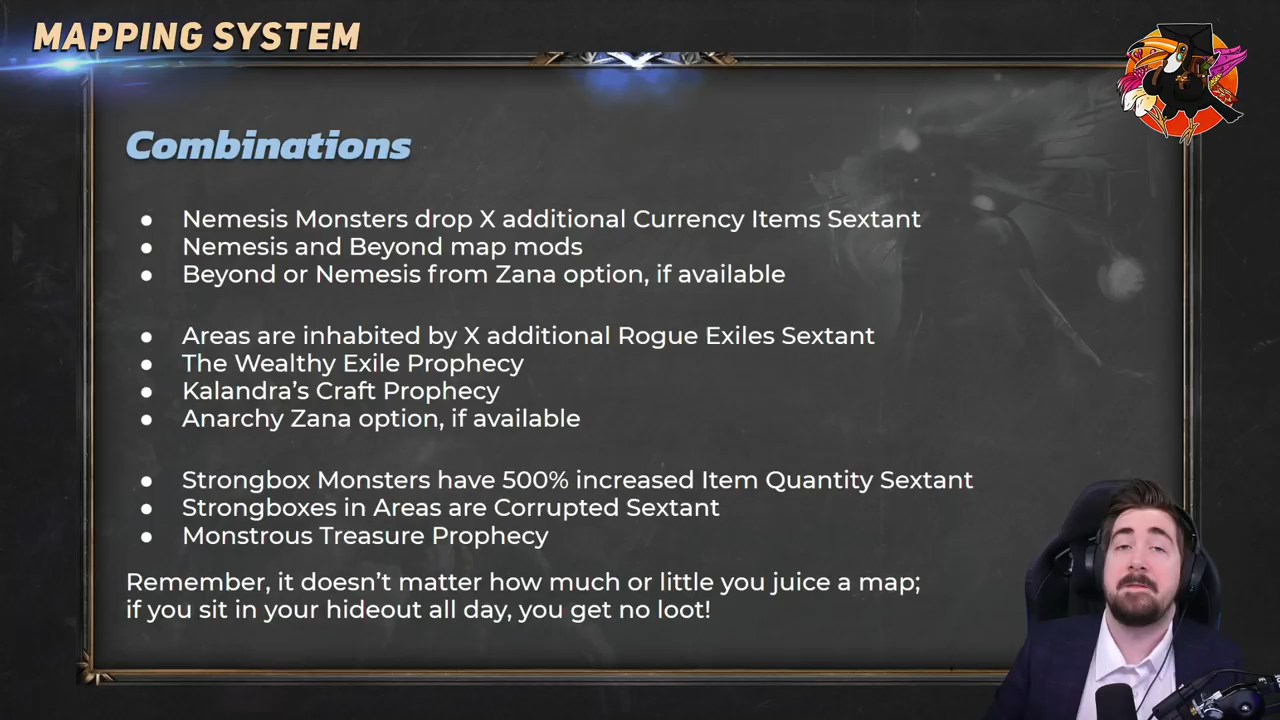 MAPPING SYSTEM
Combinations
● Nemesis Monsters drop X additional Currency Items Sextant
● Nemesis and Beyond map mods
● Beyond or Nemesis from Zana option, if available
● Areas are inhabited by X additional Rogue Exiles Sextant
● The Wealthy Exile Prophecy
● Kalandra’s Craft Prophecy
● Anarchy Zana option, if available
● Strongbox Monsters have 500% increased Item Quantity Sextant
● Strongboxes in Areas are Corrupted Sextant
● Monstrous Treasure Prophecy
Remember, it doesn’t matter how much or little you juice a map;
if you sit in your hideout all day, you get no loot!